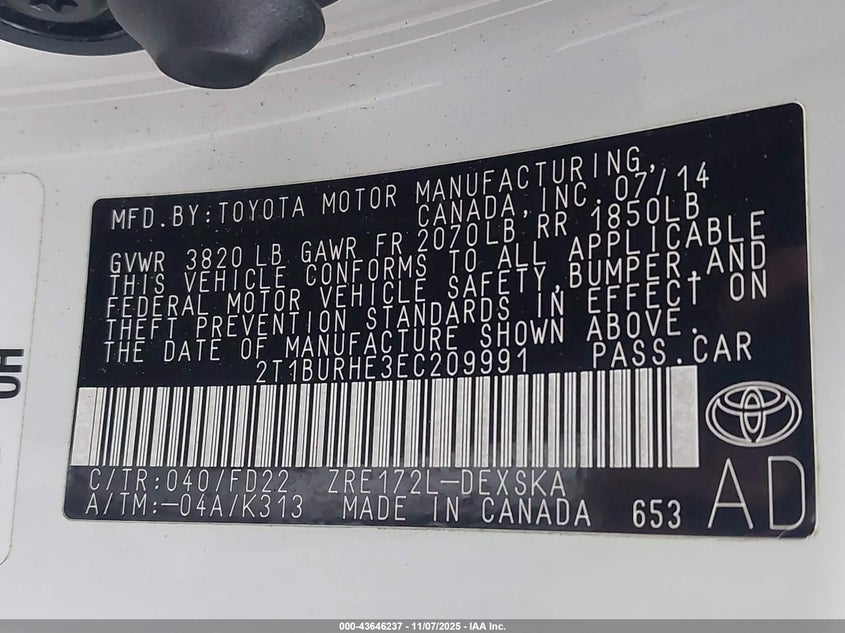 MFD.BY:TOYOTA MOTOR MANUFACTURING,
CANADA,INC. 07/14
GVWR 3820 LB GAWR FR 2070LB,RR 1850LB
THIS VEHICLE CONFORMS TO ALL APPLICABLE
FEDERAL MOTOR VEHICLE SAFETY,BUMPER,AND
THEFT PREVENTION STANDARDS IN EFFECT ON
THE DATE OF MANUFACTURE SHOWN ABOVE.
2T1BURHE3EC209991 PASS.CAR
C/TR:040/FD22 ZRE172L-DEXSKA
A/TM:-04A/K313 MADE IN CANADA 653 AD
000-43646237 - 11/07/2025 - IAA Inc.